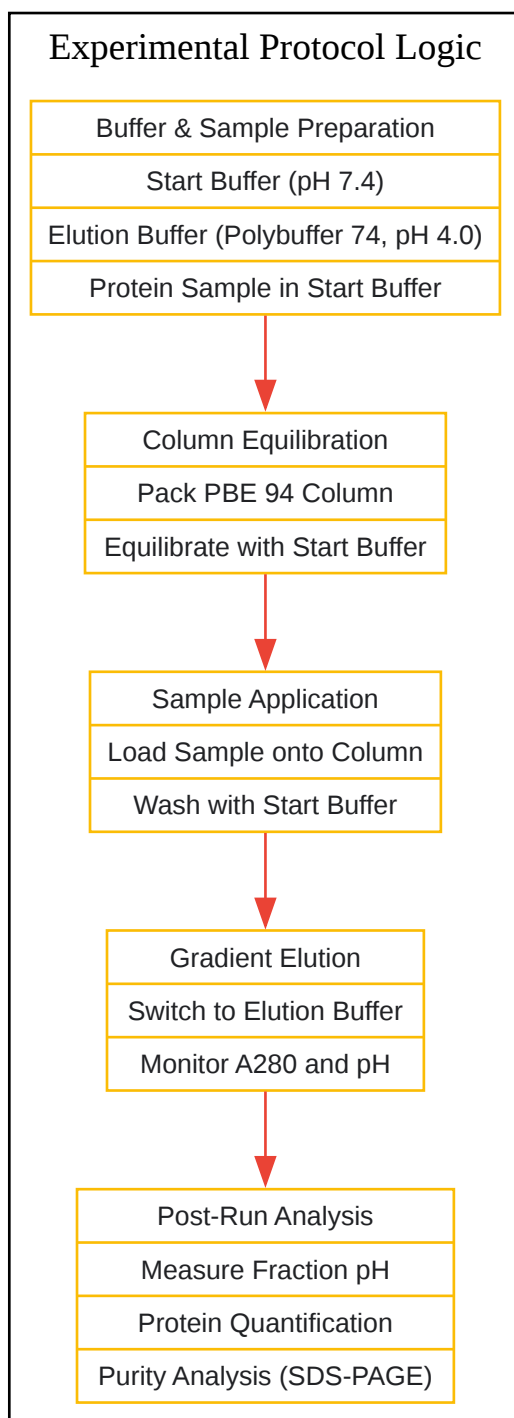 Experimental Protocol Logic
Buffer & Sample Preparation
Start Buffer (pH 7.4)
Elution Buffer (Polybuffer 74, pH 4.0)
Protein Sample in Start Buffer
Column Equilibration
Pack PBE 94 Column
Equilibrate with Start Buffer
Sample Application
Load Sample onto Column
Wash with Start Buffer
Gradient Elution
Switch to Elution Buffer
Monitor A280 and pH
Post-Run Analysis
Measure Fraction pH
Protein Quantification
Purity Analysis (SDS-PAGE)